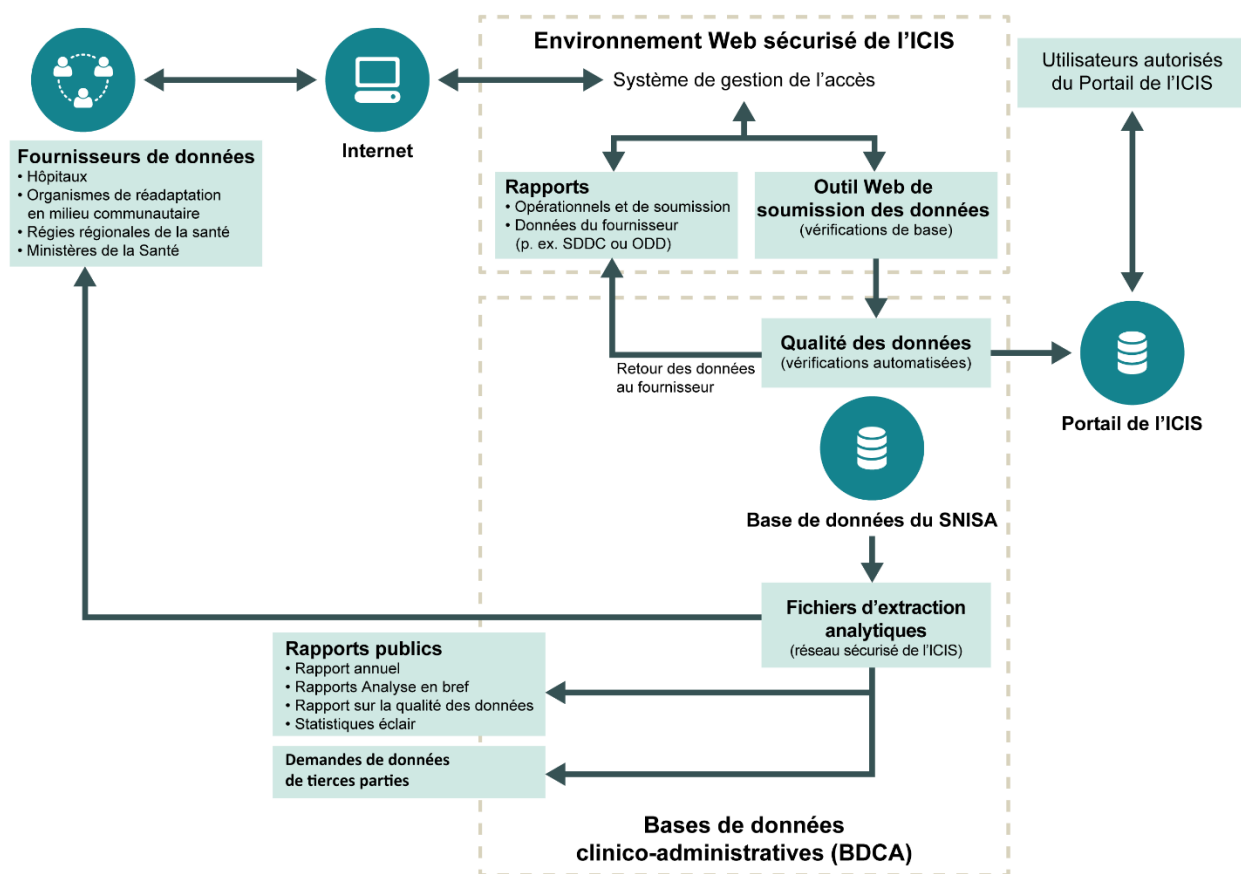 Environnement Web sécurisé de l’ICIS
Système de gestion de l’accès
Utilisateurs autorisés
du Portail de l’ICIS
Internet
Fournisseurs de données
• Hôpitaux
• Organismes de réadaptation
en milieu communautaire
• Régies régionales de la santé
• Ministères de la Santé
Rapports
• Opérationnels et de soumission
• Données du fournisseur
(p. ex. SDDC ou ODD)
Outil Web de
soumission des données
(vérifications de base)
Qualité des données
(vérifications automatisées)
Retour des données
au fournisseur
Portail de l’ICIS
Base de données du SNISA
Fichiers d’extraction
analytiques
(réseau sécurisé de l’ICIS)
Rapports publics
• Rapport annuel
• Rapports Analyse en bref
• Rapport sur la qualité des données
• Statistiques éclair
Demandes de données
de tierces parties
Bases de données
clinico-administratives (BDCA)